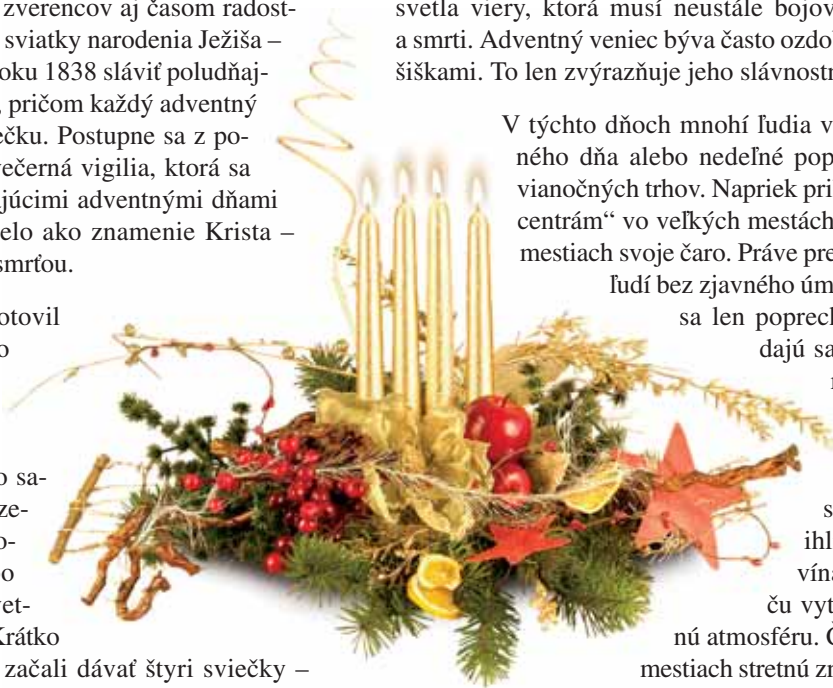 zverencov aj časom radost-
sviatky narodenia Ježiša –
oku 1838 sláviť poludňaj-
, pričom každý adventný
ečku. Postupne sa z po-
večerná vigilia, ktorá sa
júcimi adventnými dňami
elo ako znamenie Krista –
smrťou.
otovil
o
o sa-
ze-
o-
o
vet-
Krátko
začali dávať štyri sviečky –
svetla viery, ktorá musí neustále bojov
a smrti. Adventný veniec býva často ozdob
šiškami. To len zvýrazňuje jeho slávnostn
V týchto dňoch mnohí ľudia v
ného dňa alebo nedeľné pop
vianočných trhov. Napriek pri
centrám“ vo veľkých mestách
mestiach svoje čaro. Práve pre
ľudí bez zjavného úm
sa len poprech
dajú sa
s
ihl
vína
ču vyt
nú atmosféru. Č
mestiach stretnú zn